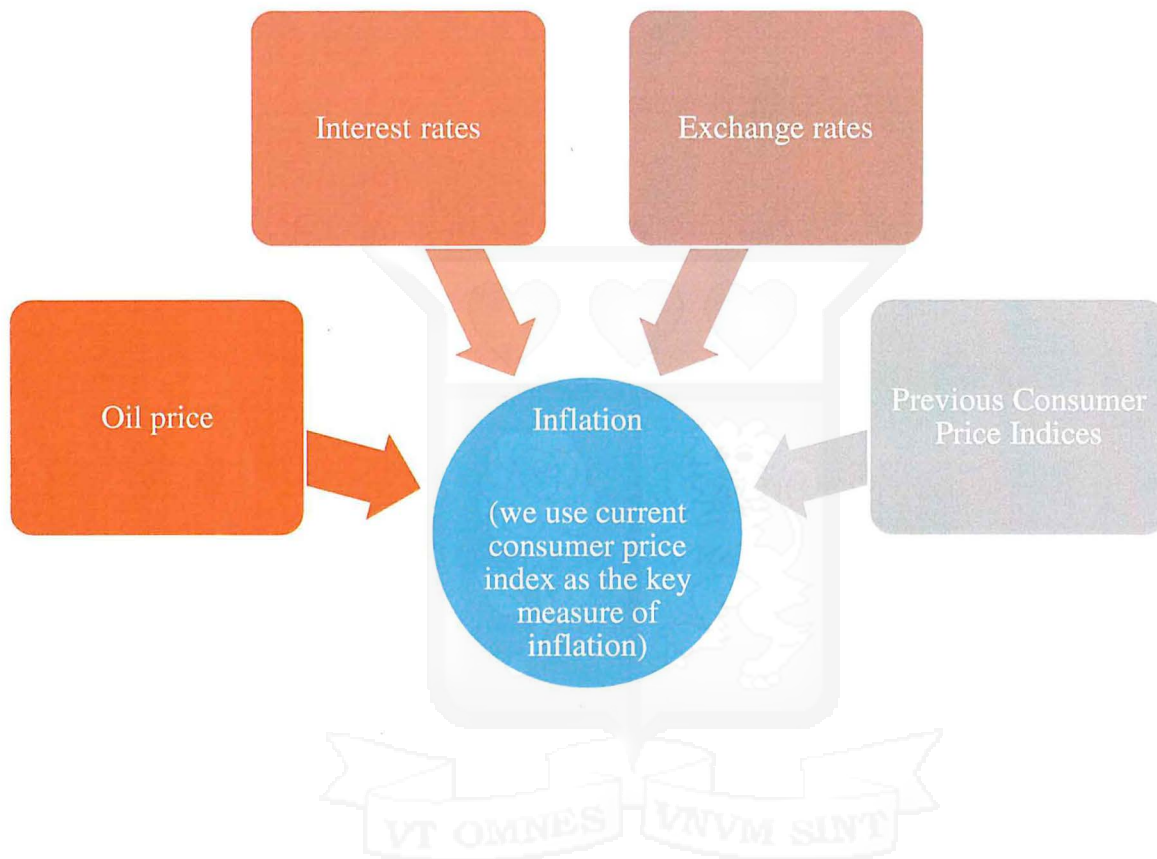 Interest rates
Exchange rates
Oil price
Previous Consumer
Price Indices
Inflation
(we use current
consumer price
index as the key
measure of
inflation)
VT OMNES VNVM SINT